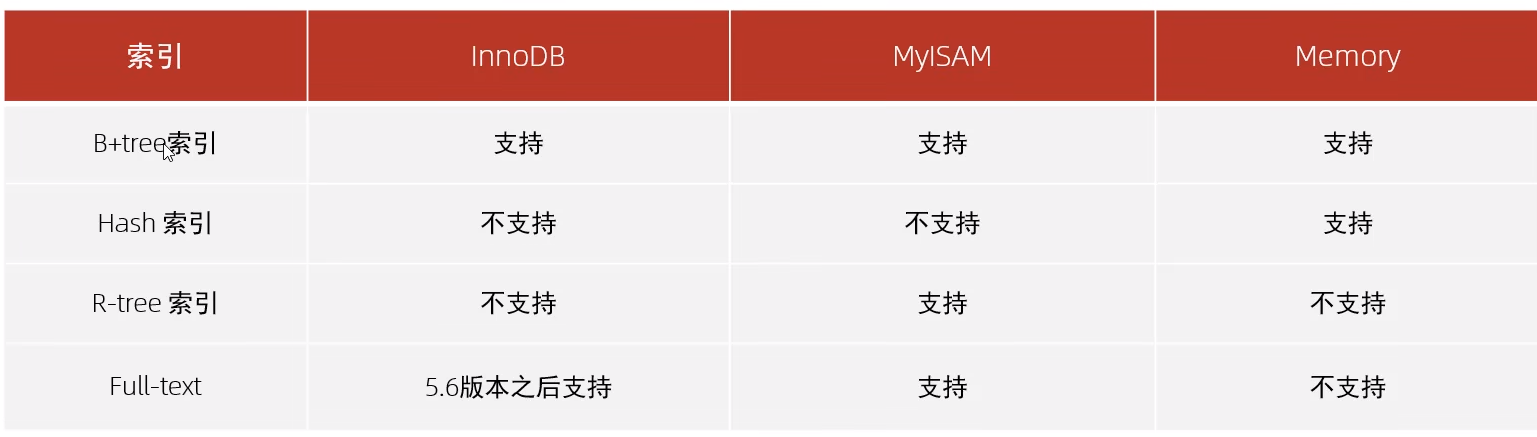 索引 InnoDB MyISAM Memory
B+tree索引 支持 支持 支持
Hash 索引 不支持 不支持 支持
R-tree 索引 不支持 支持 不支持
Full-text 5.6版本之后支持 支持 不支持